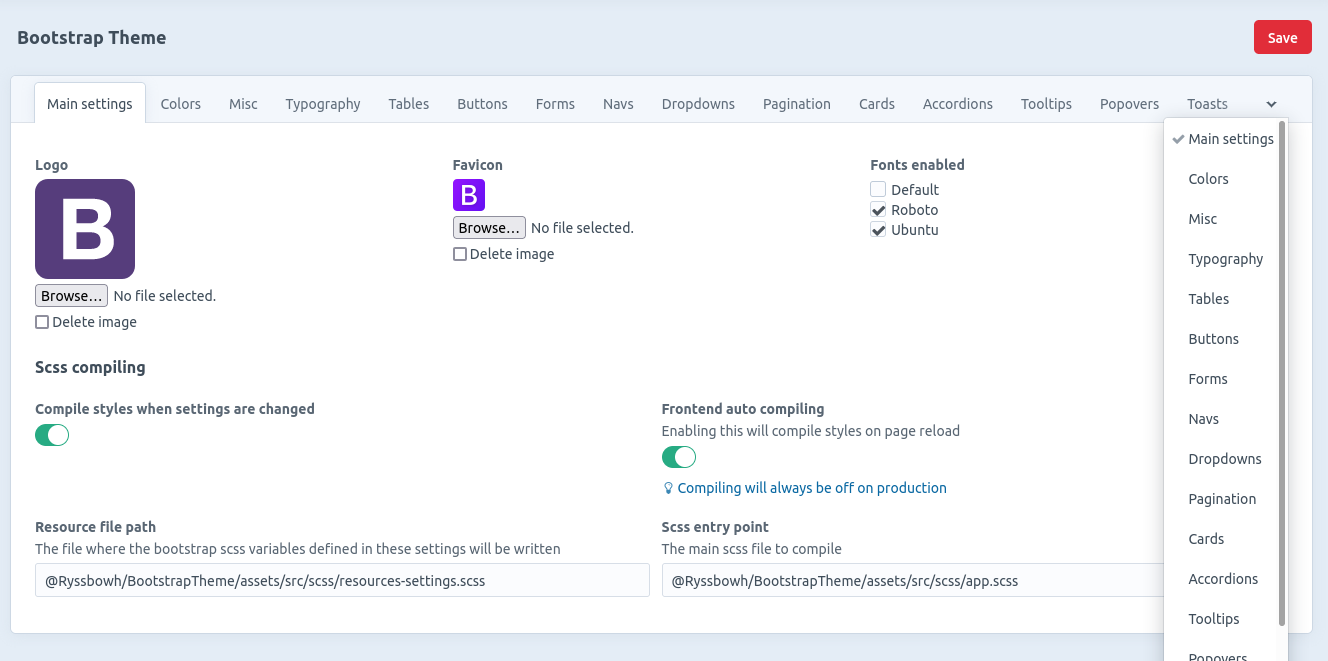 Bootstrap Theme
Save
Main settings Colors Misc Typography Tables Buttons Forms Navs Dropdowns Pagination Cards Accordions Tooltips Popovers Toasts
Logo
B
Browse... No file selected.
Delete image
Favicon
B
Browse... No file selected.
Delete image
Fonts enabled
Default
Roboto
Ubuntu
Scss compiling
Compile styles when settings are changed
Frontend auto compiling
Enabling this will compile styles on page reload
Compiling will always be off on production
Resource file path
The file where the bootstrap scss variables defined in these settings will be written
@Ryssbowh/BootstrapTheme/assets/src/scss/resources-settings.scss
Scss entry point
The main scss file to compile
@Ryssbowh/BootstrapTheme/assets/src/scss/app.scss
Main settings
Colors
Misc
Typography
Tables
Buttons
Forms
Navs
Dropdowns
Pagination
Cards
Accordions
Tooltips
Popovers